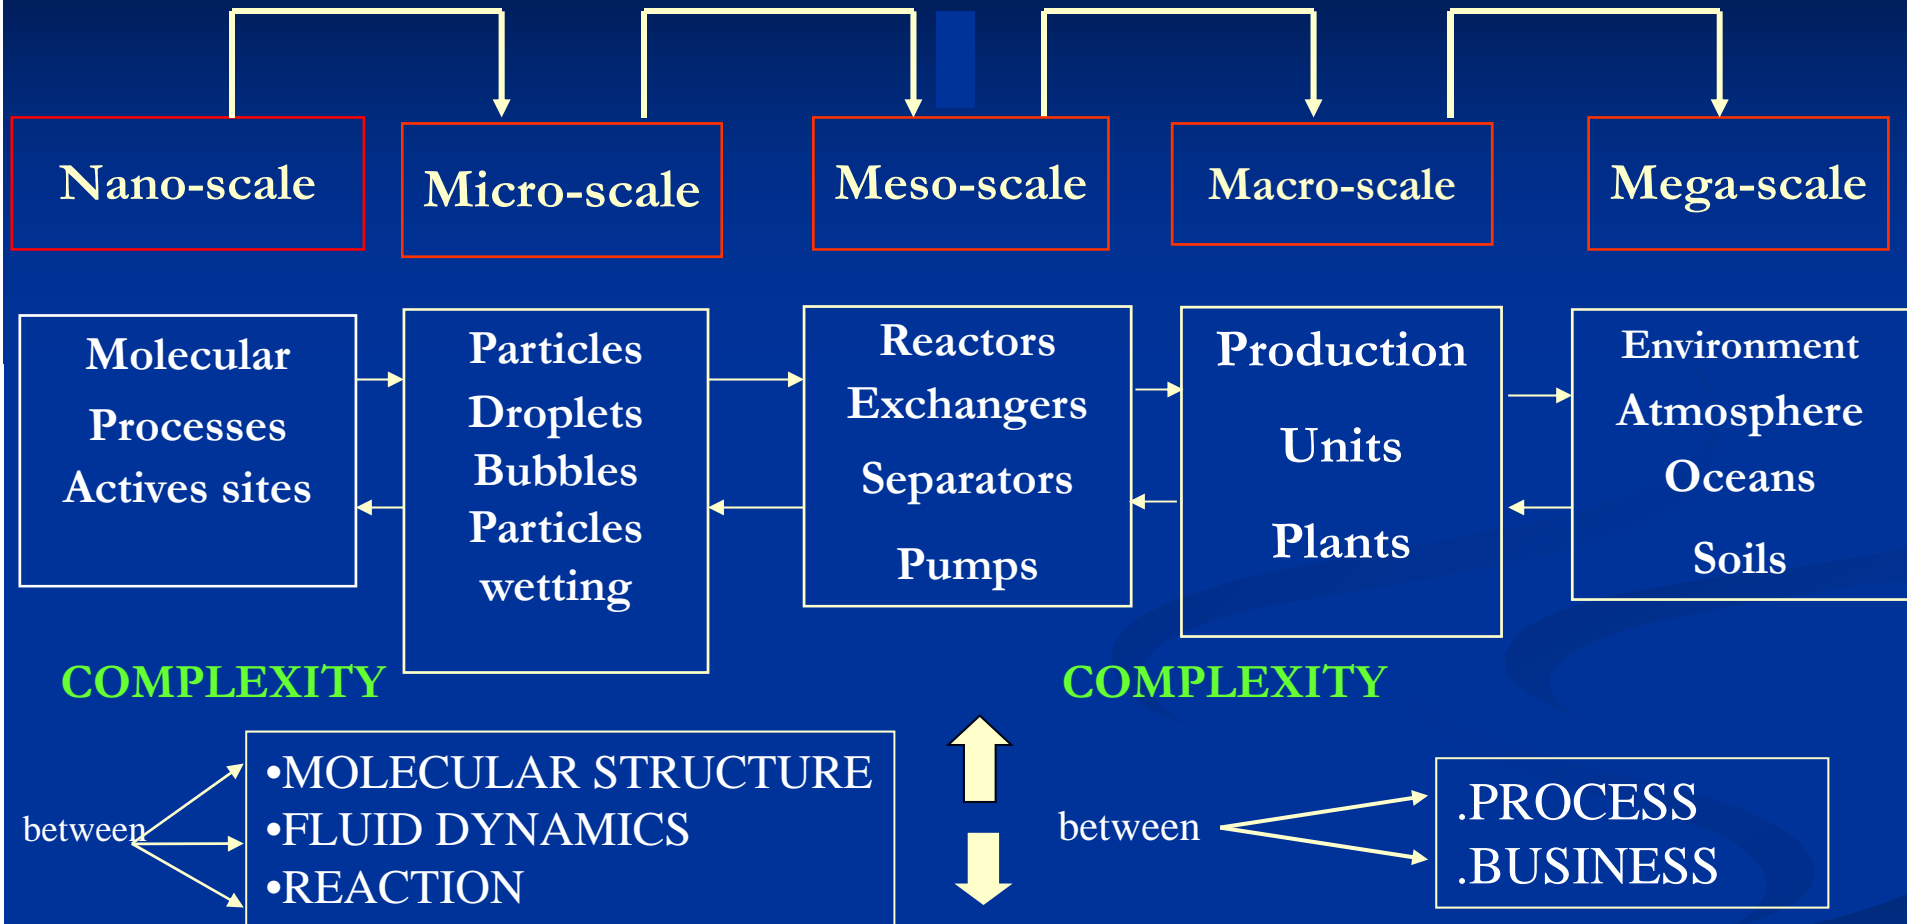 Nano-scale
Micro-scale
Meso-scale
Macro-scale
Mega-scale
Molecular
Processes
Actives sites
Particles
Droplets
Bubbles
Particles
wetting
Reactors
Exchangers
Separators
Pumps
Production
Units
Plants
Environment
Atmosphere
Oceans
Soils
COMPLEXITY
between
•MOLECULAR STRUCTURE
•FLUID DYNAMICS
•REACTION
COMPLEXITY
between
.PROCESS
.BUSINESS